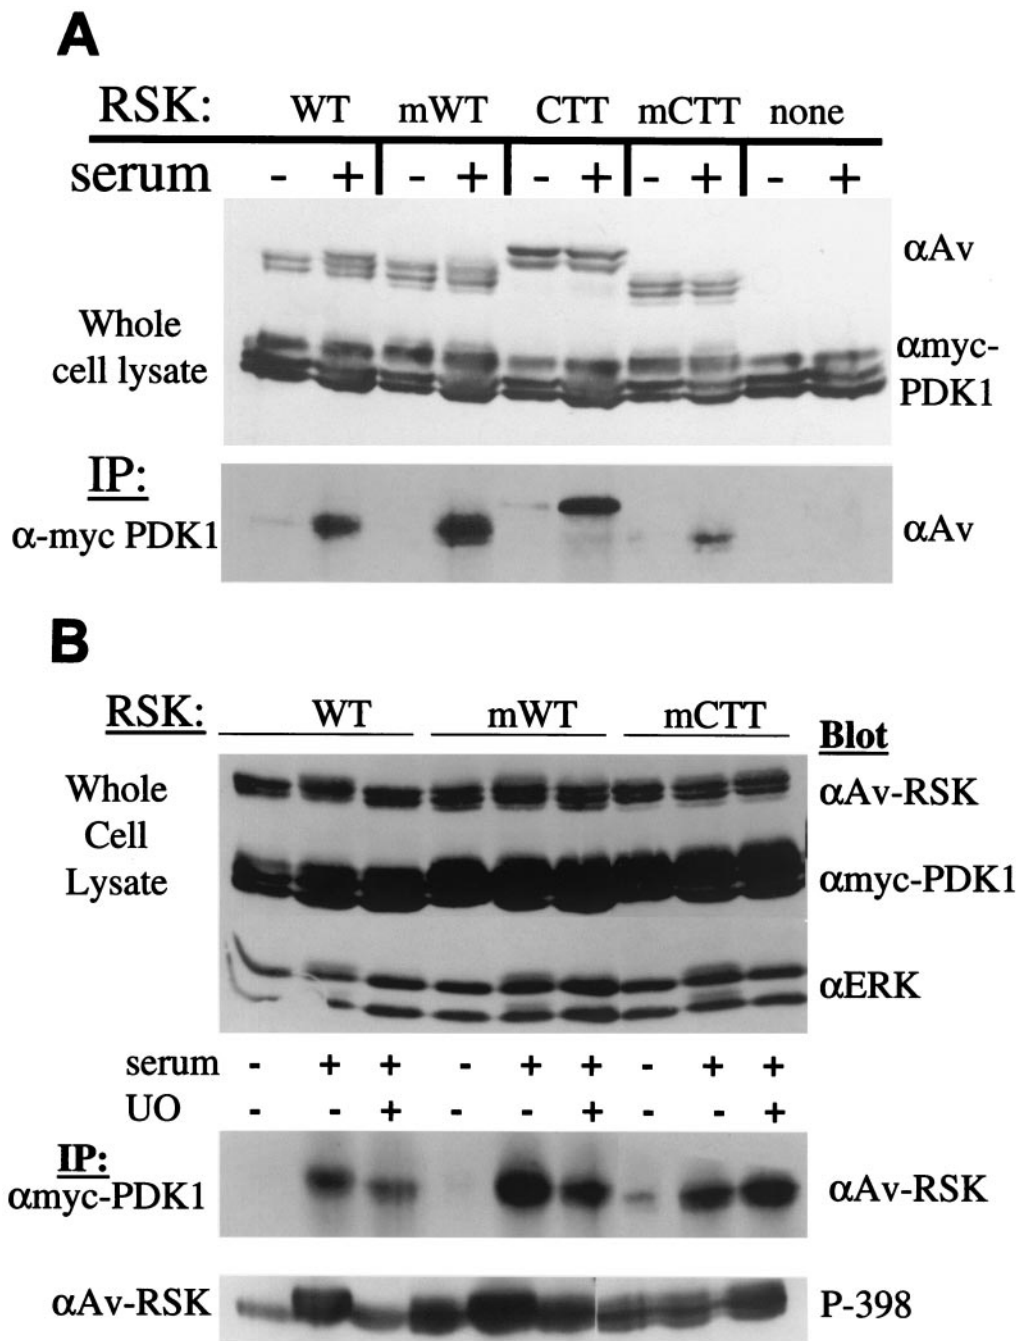 A
RSK: WT mWT CTT mCTT none
serum - + - + - + - + - +
αAv
Whole
cell lysate
αmyc-
PDK1
IP:
α-myc PDK1
αAv
B
RSK: WT mWT mCTT
Blot
Whole
Cell
Lysate
αAv-RSK
αmyc-PDK1
αERK
serum - + + - + + - + +
UO - - + - - + - - +
IP:
αmyc-PDK1
αAv-RSK
αAv-RSK
P-398